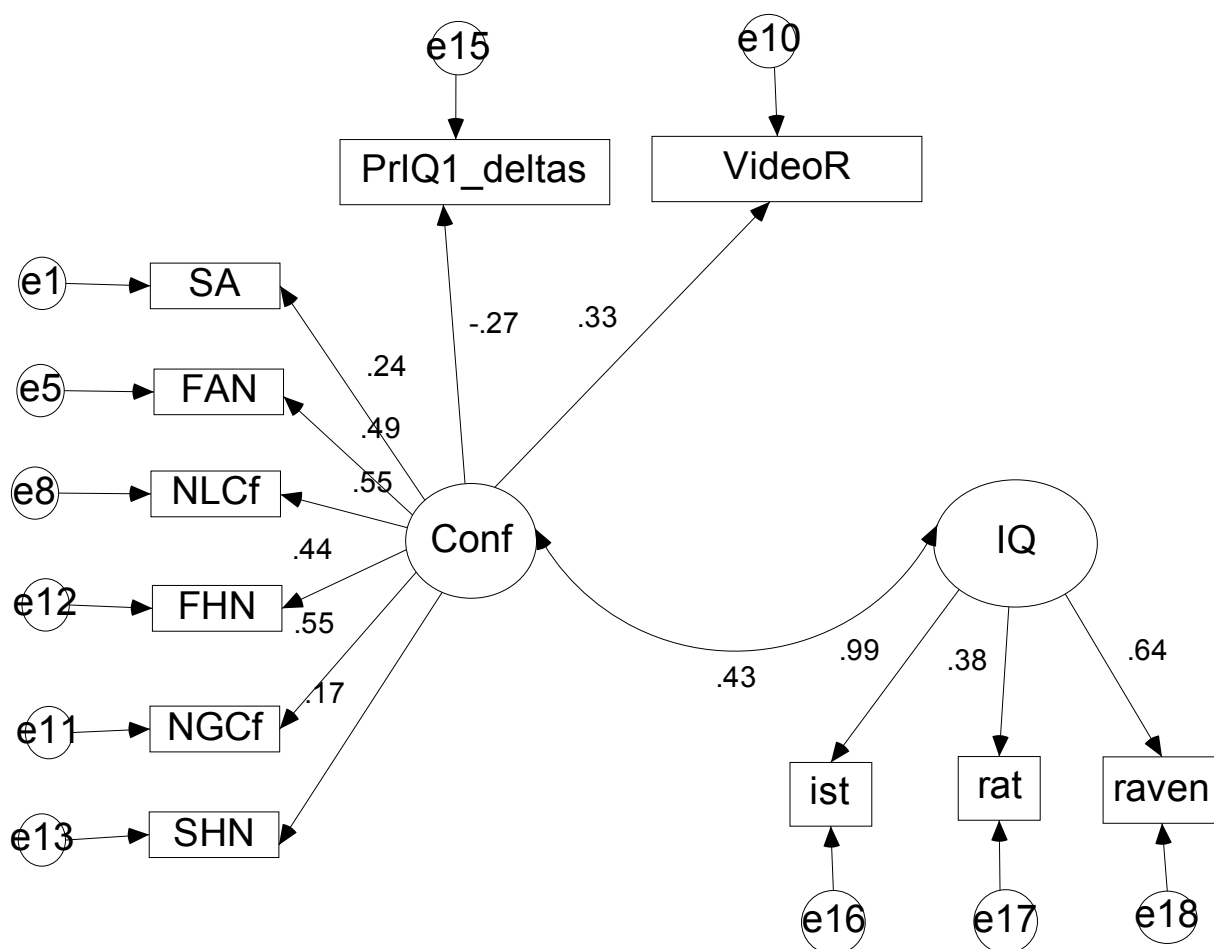 e15
e10
PrIQ1_deltas
VideoR
e1
SA
-.27
.33
.24
e5
FAN
.49
e8
NLCf
.55
Conf
IQ
.44
e12
FHN
.55
.99
.38
.64
.43
.17
e11
NGCf
ist
rat
raven
e13
SHN
e16
e17
e18